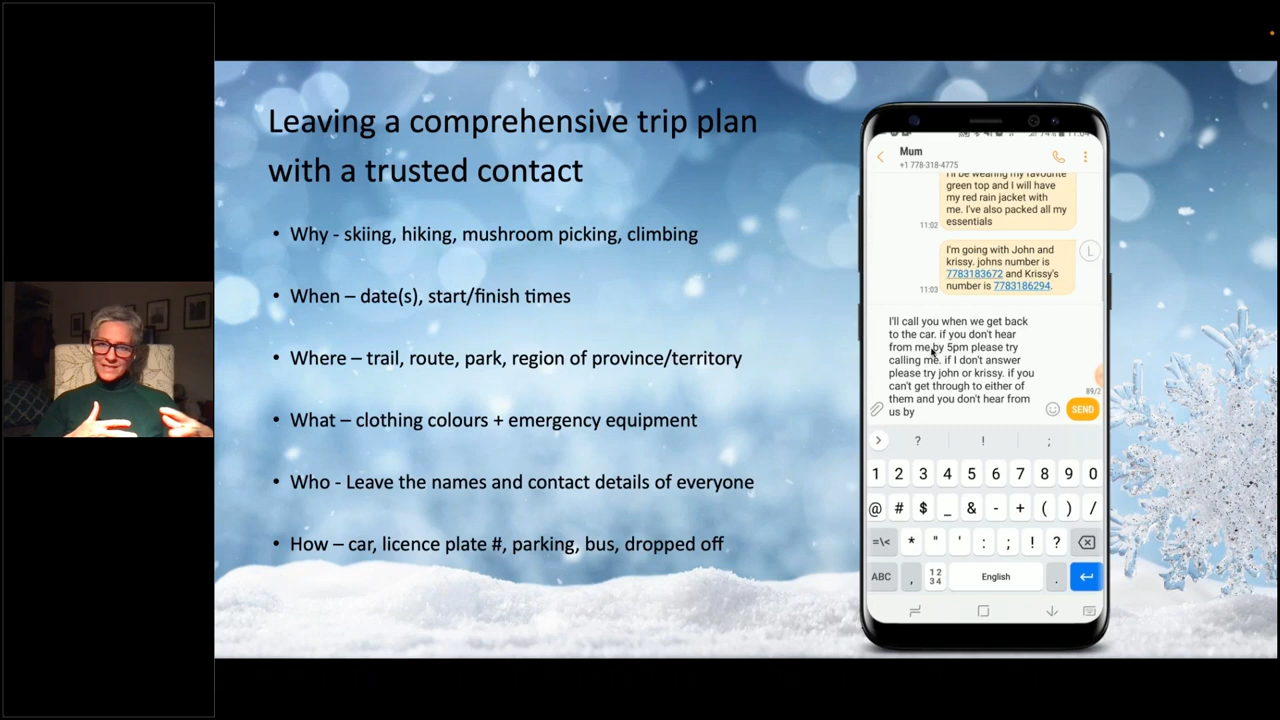 Leaving a comprehensive trip plan
with a trusted contact
• Why - skiing, hiking, mushroom picking, climbing
• When – date(s), start/finish times
• Where – trail, route, park, region of province/territory
• What – clothing colours + emergency equipment
• Who - Leave the names and contact details of everyone
• How – car, licence plate #, parking, bus, dropped off
Mum
+1 778-318-4775
I'll be wearing my favourite
green top and I will have
my red rain jacket with
me. I've also packed all my
essentials
11:02
I'm going with John and
krissy. johns number is
7783183672 and Krissy's
number is 7783186294.
11:03
L
I'll call you when we get back
to the car. if you don't hear
from me by 5pm please try
calling me. if I don't answer
please try john or krissy. if you
can't get through to either of
them and you don't hear from
us by
89/2
SEND
? ! ;
1 2 3 4 5 6 7 8 9 0
@ # $ _ & - + ( ) /
=\< * " ' : ; ! ?
ABC , 12 34 English .